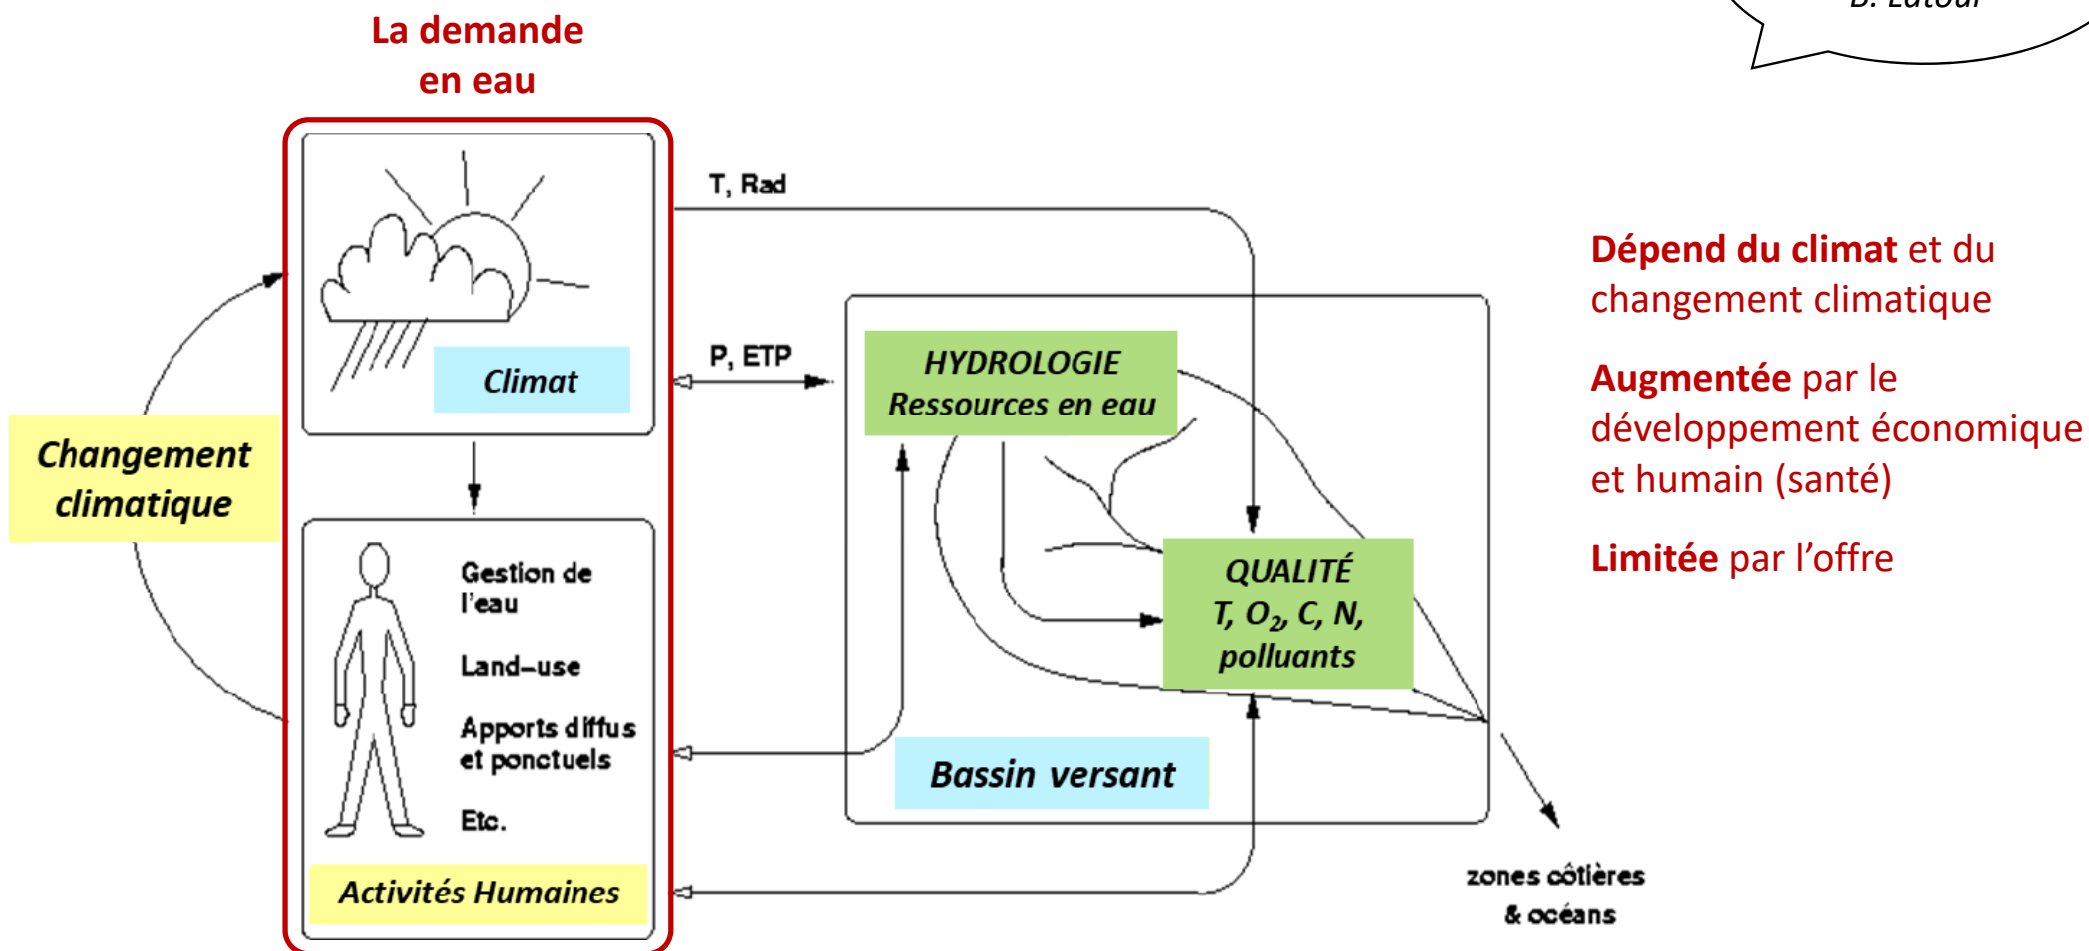 B. Latour
La demande
en eau
T, Rad
P, ETP
Climat
Changement
climatique
Gestion de
l'eau
Land–use
Apports diffus
et ponctuels
Etc.
Activités Humaines
HYDROLOGIE
Ressources en eau
QUALITÉ
T, O₂, C, N,
polluants
Bassin versant
zones côtières
& océans
Dépend du climat et du
changement climatique
Augmentée par le
développement économique
et humain (santé)
Limitée par l’offre